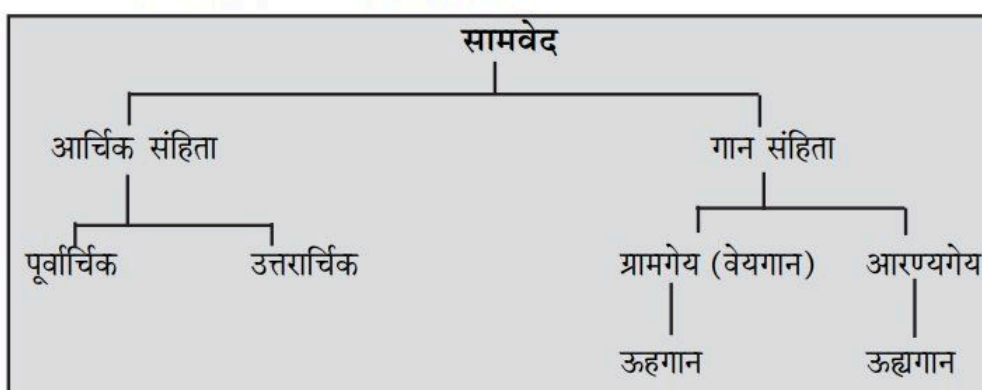 सामवेद
आर्चिक संहिता गान संहिता
पूर्वार्चिक उत्तरार्चिक ग्रामगेय (वेयगान) आरण्यगेय
ऊहगान ऊह्यगान